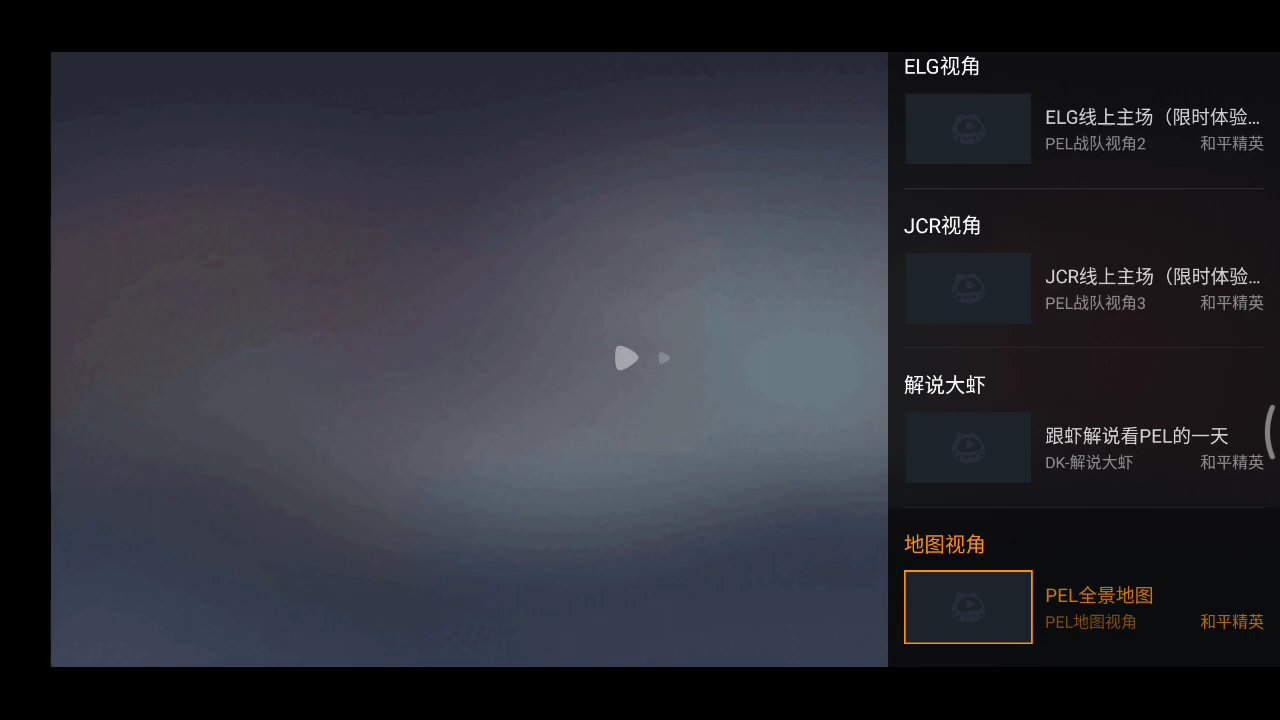 ELG视角
ELG线上主场（限时体验...
PEL战队视角2 和平精英
JCR视角
JCR线上主场（限时体验...
PEL战队视角3 和平精英
解说大虾
跟虾解说看PEL的一天
DK-解说大虾 和平精英
地图视角
PEL全景地图
PEL地图视角 和平精英